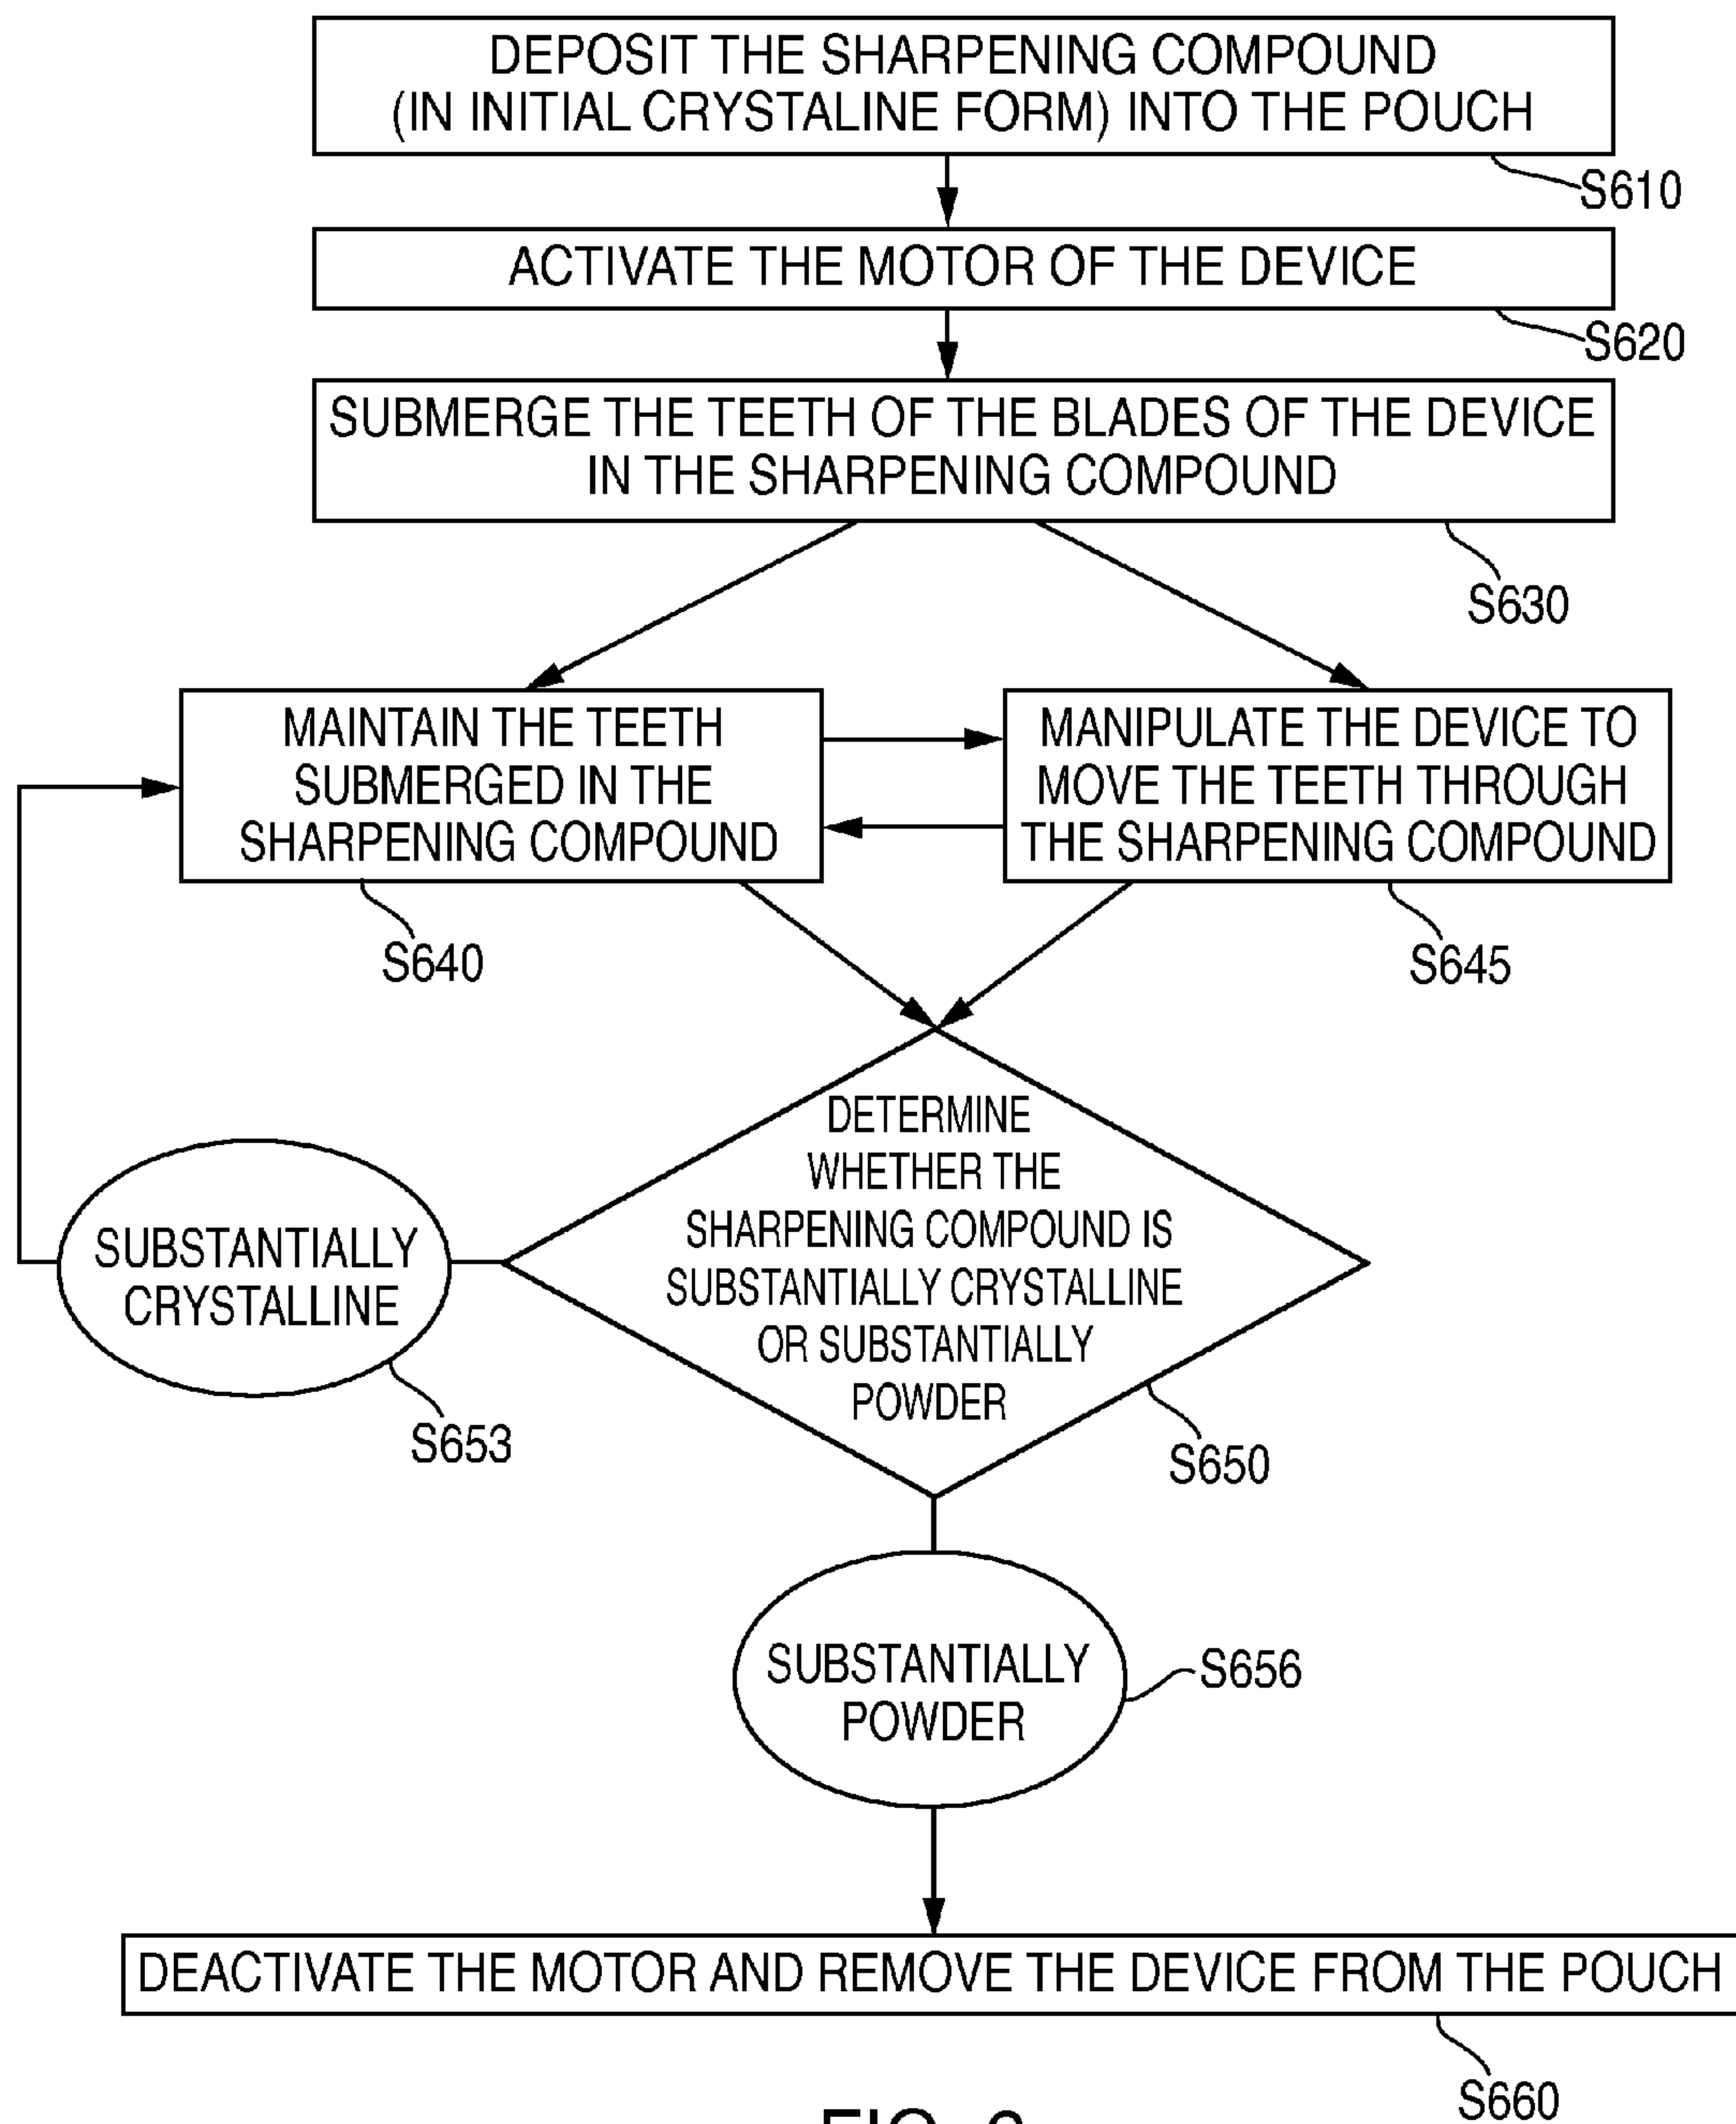 DEPOSIT THE SHARPENING COMPOUND
(IN INITIAL CRYSTALINE FORM) INTO THE POUCH
S610
ACTIVATE THE MOTOR OF THE DEVICE
S620
SUBMERGE THE TEETH OF THE BLADES OF THE DEVICE
IN THE SHARPENING COMPOUND
S630
MAINTAIN THE TEETH
SUBMERGED IN THE
SHARPENING COMPOUND
S640
MANIPULATE THE DEVICE TO
MOVE THE TEETH THROUGH
THE SHARPENING COMPOUND
S645
DETERMINE
WHETHER THE
SHARPENING COMPOUND IS
SUBSTANTIALLY CRYSTALLINE
OR SUBSTANTIALLY
POWDER
S650
SUBSTANTIALLY
CRYSTALLINE
S653
SUBSTANTIALLY
POWDER
S656
DEACTIVATE THE MOTOR AND REMOVE THE DEVICE FROM THE POUCH
S660
FIG.